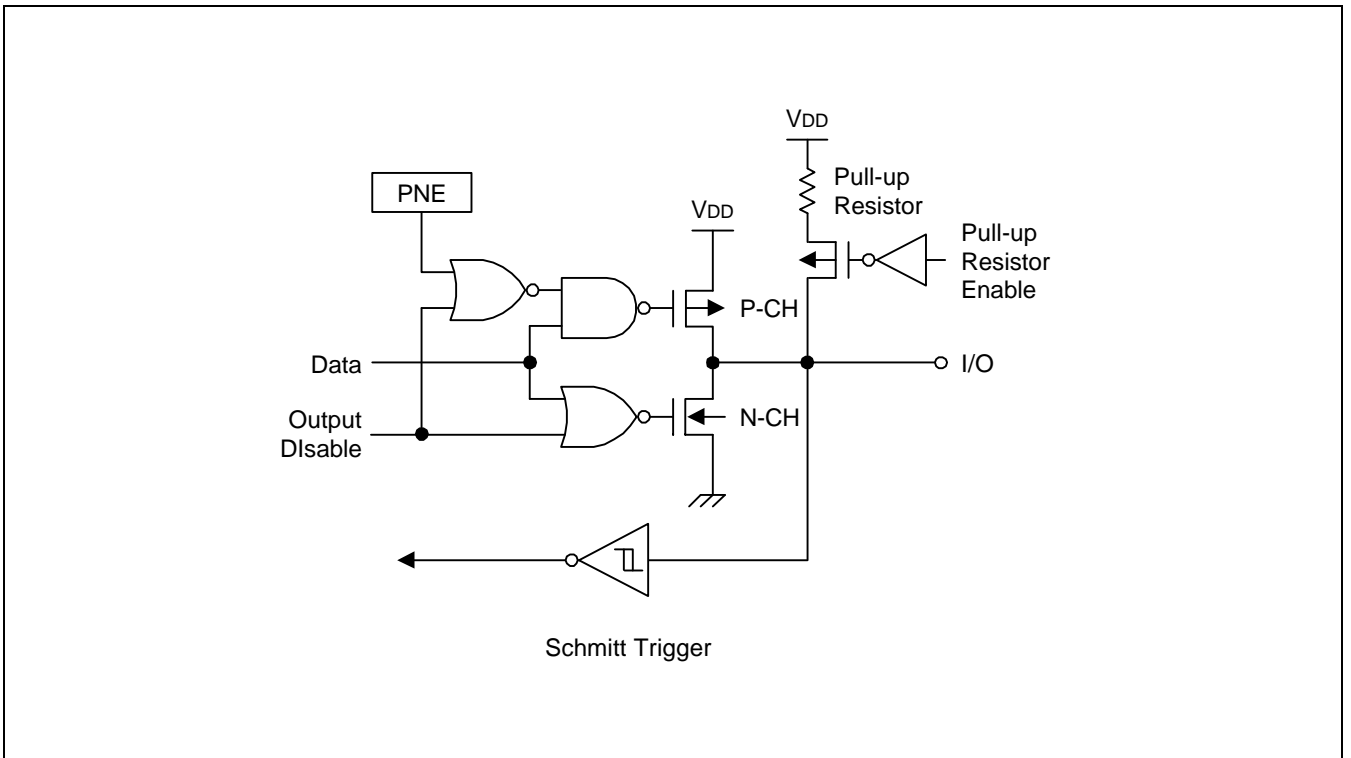 VDD
Pull-up
Resistor
PNE
VDD
Pull-up
Resistor
Enable
P-CH
Data
I/O
Output
DIsable
N-CH
Schmitt Trigger